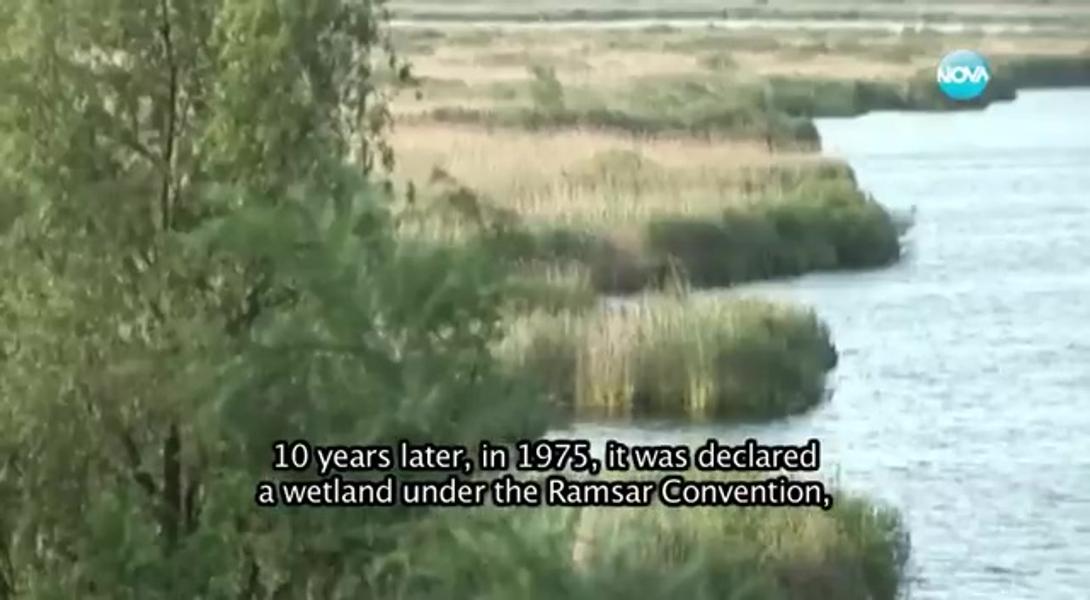 NOVA
10 years later, in 1975, it was declared
a wetland under the Ramsar Convention,